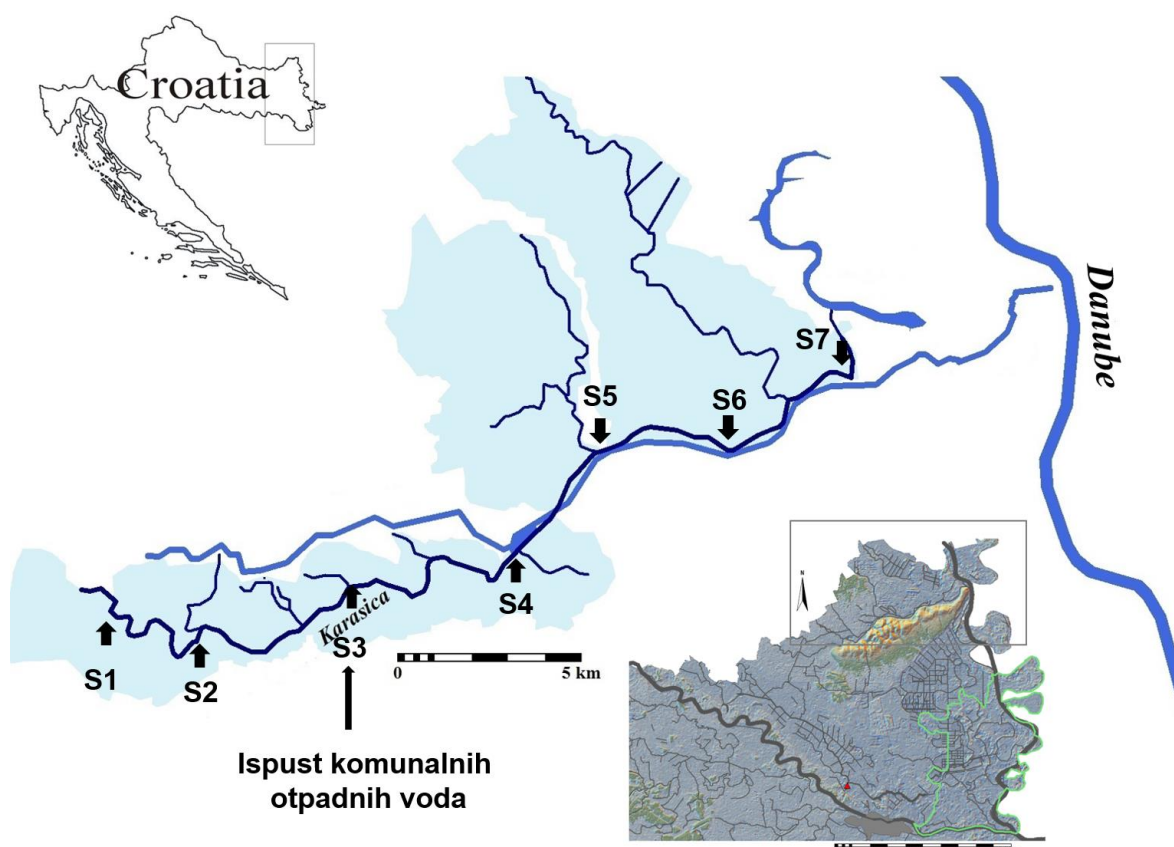 Croatia
Danube
S7
S5
S6
S4
Karasica
S3
S1
S2
0 5 km
N
Ispust komunalnih
otpadnih voda